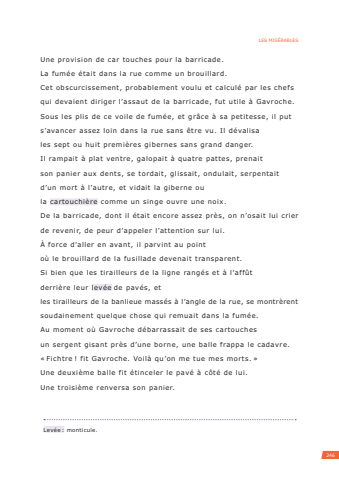 LES MISÉRABLES
Une provision de car touches pour la barricade.
La fumée était dans la rue comme un brouillard.
Cet obscurcissement, probablement voulu et calculé par les chefs
qui devaient diriger l’assaut de la barricade, fut utile à Gavroche.
Sous les plis de ce voile de fumée, et grâce à sa petitesse, il put
s’avancer assez loin dans la rue sans être vu. Il dévalisa
les sept ou huit premières gibernes sans grand danger.
Il rampait à plat ventre, galopait à quatre pattes, prenait
son panier aux dents, se tordait, glissait, ondulait, serpentait
d’un mort à l’autre, et vidait la giberne ou
la cartouchière comme un singe ouvre une noix.
De la barricade, dont il était encore assez près, on n’osait lui crier
de revenir, de peur d’appeler l’attention sur lui.
À force d’aller en avant, il parvint au point
où le brouillard de la fusillade devenait transparent.
Si bien que les tirailleurs de la ligne rangés et à l’affût
derrière leur levée de pavés, et
les tirailleurs de la banlieue massés à l’angle de la rue, se montrèrent
soudainement quelque chose qui remuait dans la fumée.
Au moment où Gavroche débarrassait de ses cartouches
un sergent gisant près d’une borne, une balle frappa le cadavre.
« Fichtre ! fit Gavroche. Voilà qu’on me tue mes morts. »
Une deuxième balle fit étinceler le pavé à côté de lui.
Une troisième renversa son panier.
Levée : monticule.